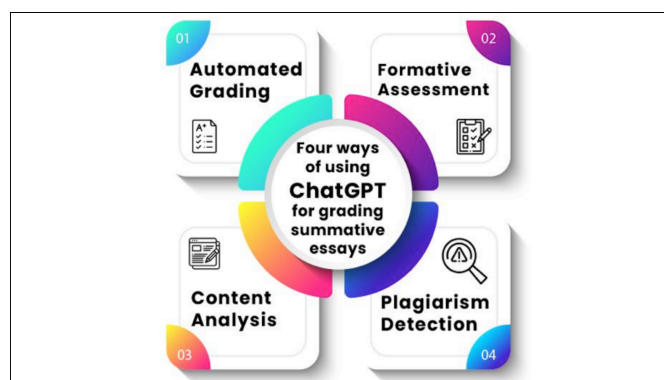 01
Automated
Grading
A+
02
Formative
Assessment
Four ways
of using
ChatGPT
for grading
summative
essays
Content
Analysis
03
Plagiarism
Detection
04